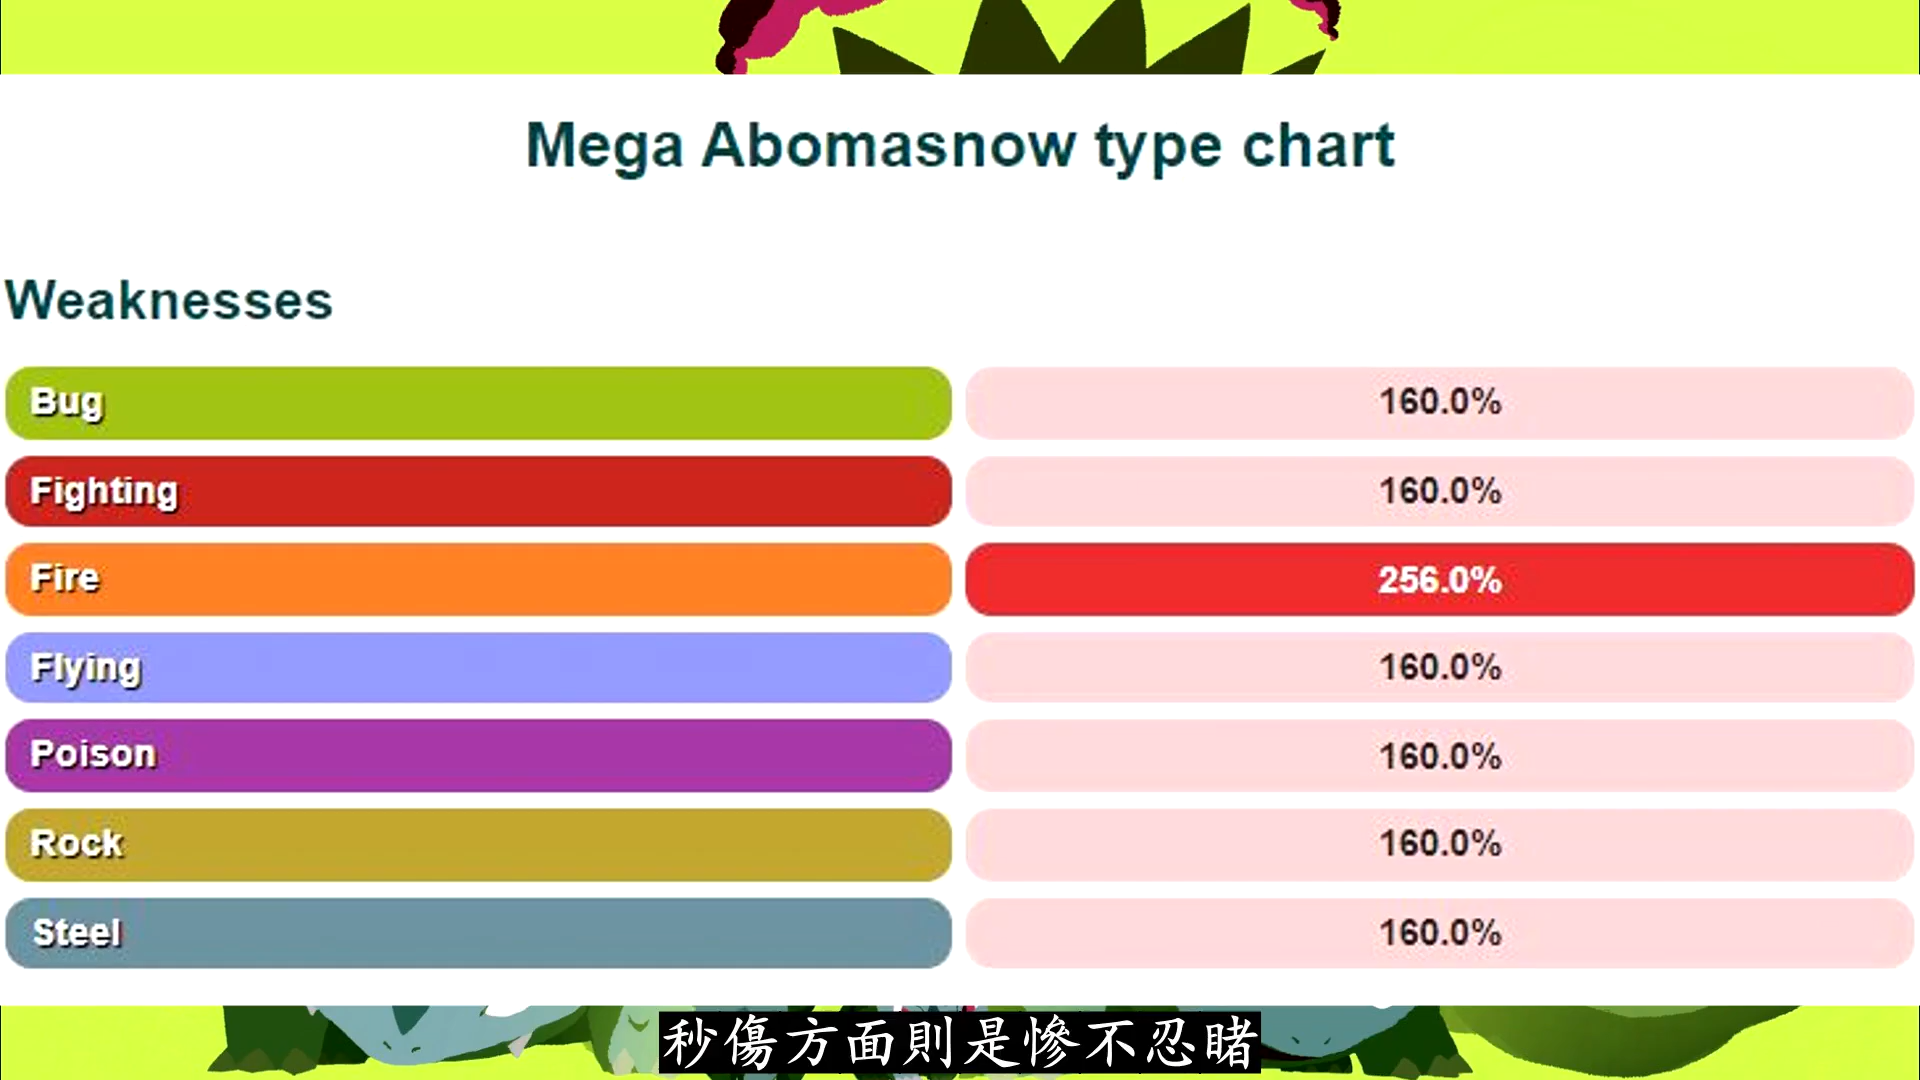 Mega Abomasnow type chart
Weaknesses
Bug 160.0%
Fighting 160.0%
Fire 256.0%
Flying 160.0%
Poison 160.0%
Rock 160.0%
Steel 160.0%
秒傷方面則是慘不忍睹